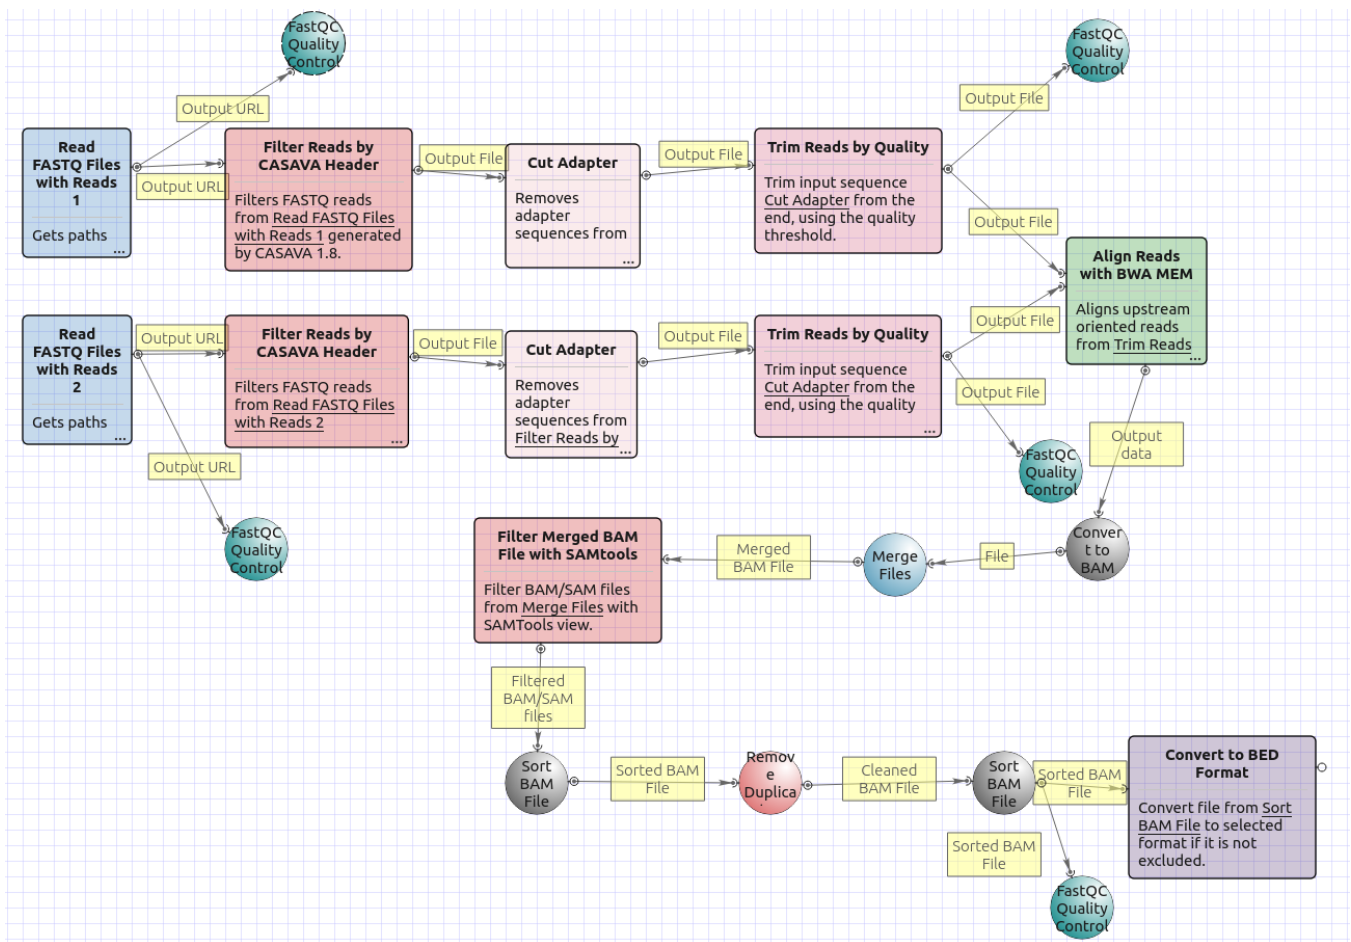 FastQC
Quality
Control
FastQC
Quality
Control
Output URL
Output File
Read
FASTQ Files
with Reads
1
Gets paths
...
Output URL
Filter Reads by
CASAVA Header
Filters FASTQ reads
from Read FASTQ Files
with Reads 1 generated
by CASAVA 1.8.
Output File
Cut Adapter
Removes
adapter
sequences from
...
Output File
Trim Reads by Quality
Trim input sequence
Cut Adapter from the
end, using the quality
threshold.
Output File
Align Reads
with BWA MEM
Aligns upstream
oriented reads
from Trim Reads
...
Read
FASTQ Files
with Reads
2
Gets paths
...
Output URL
Filter Reads by
CASAVA Header
Filters FASTQ reads
from Read FASTQ Files
with Reads 2
...
Output File
Cut Adapter
Removes
adapter
sequences from
Filter Reads by
...
Output File
Trim Reads by Quality
Trim input sequence
Cut Adapter from the
end, using the quality
...
Output File
Output File
Output
data
Output URL
FastQC
Quality
Control
FastQC
Quality
Control
Filter Merged BAM
File with SAMtools
Filter BAM/SAM files
from Merge Files with
SAMTools view.
Merged
BAM File
Merge
Files
File
Conver
t to
BAM
Filtered
BAM/SAM
files
Sort
BAM
File
Sorted BAM
File
Remov
e
Duplica
Cleaned
BAM File
Sort
BAM
File
Sorted BAM
File
Convert to BED
Format
Convert file from Sort
BAM File to selected
format if it is not
excluded.
Sorted BAM
File
FastQC
Quality
Control